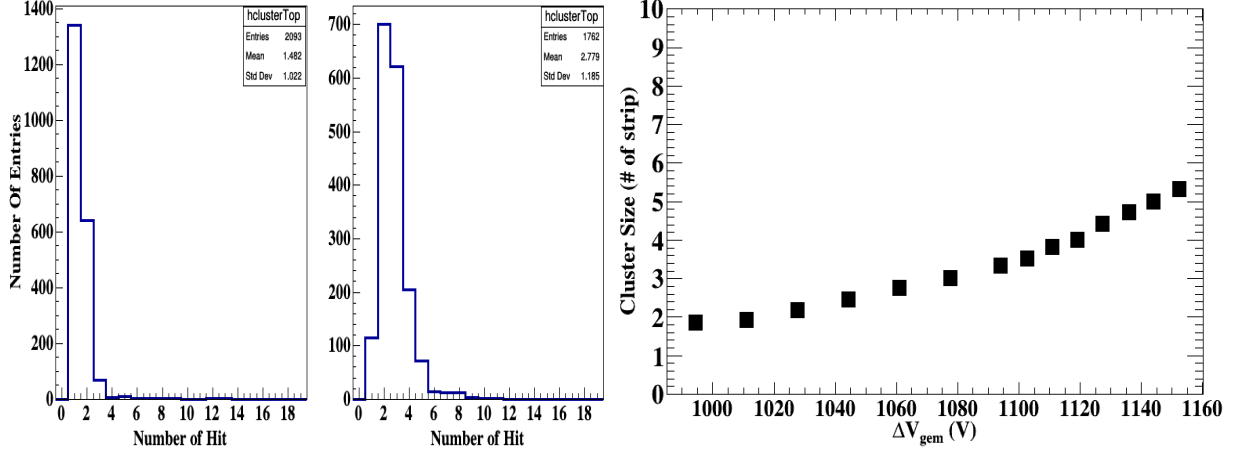 hclusterTop
Entries 2093
Mean 1.482
Std Dev 1.022
1400
1200
1000
800
600
400
200
0
Number Of Entries
0 2 4 6 8 10 12 14 16 18
Number of Hit
hclusterTop
Entries 1762
Mean 2.779
Std Dev 1.185
700
600
500
400
300
200
100
0
0 2 4 6 8 10 12 14 16 18
Number of Hit
10
9
8
7
6
5
4
3
2
1
0
Cluster Size (# of strip)
1000 1020 1040 1060 1080 1100 1120 1140 1160
ΔVgem (V)